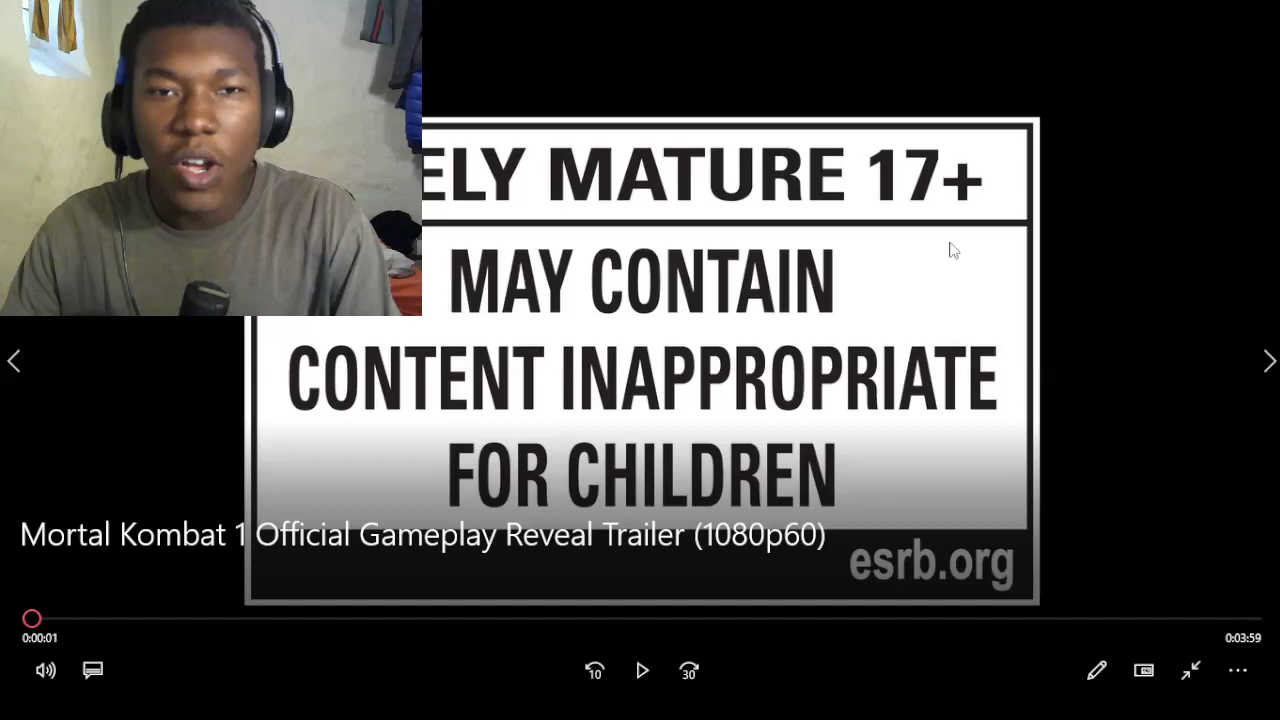 ELY MATURE 17+
MAY CONTAIN
CONTENT INAPPROPRIATE
FOR CHILDREN
Mortal Kombat 1 Official Gameplay Reveal Trailer (1080p60)
esrb.org
0:00:01
0:03:59
10
30